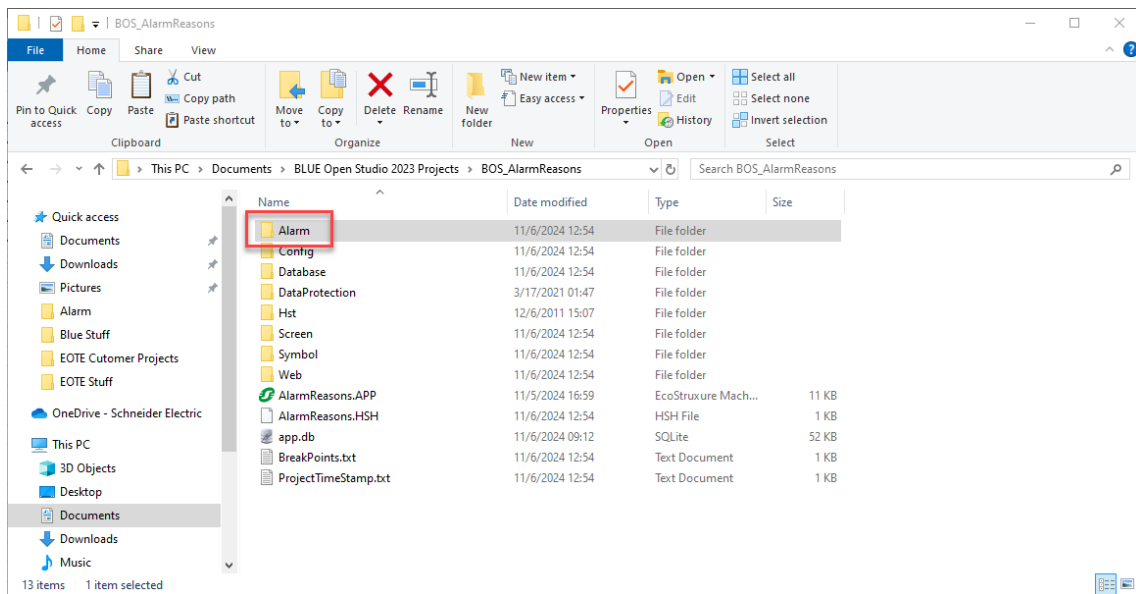 BOS_AlarmReasons
File Home Share View
Pin to Quick access
Copy
Paste
Cut
Copy path
Paste shortcut
Move to
Copy to
Delete
Rename
New folder
New item
Easy access
Properties
Open
Edit
History
Select all
Select none
Invert selection
Clipboard Organize New Open Select
This PC > Documents > BLUE Open Studio 2023 Projects > BOS_AlarmReasons
Search BOS_AlarmReasons
Quick access
Documents
Downloads
Pictures
Alarm
Blue Stuff
EOTE Cutomer Projects
EOTE Stuff
OneDrive - Schneider Electric
This PC
3D Objects
Desktop
Documents
Downloads
Music
Name Date modified Type Size
Alarm 11/6/2024 12:54 File folder
Config 11/6/2024 12:54 File folder
Database 11/6/2024 12:54 File folder
DataProtection 3/17/2021 01:47 File folder
Hst 12/6/2011 15:07 File folder
Screen 11/6/2024 12:54 File folder
Symbol 11/6/2024 12:54 File folder
Web 11/6/2024 12:54 File folder
AlarmReasons.APP 11/5/2024 16:59 EcoStruxure Mach... 11 KB
AlarmReasons.HSH 11/6/2024 12:54 HSH File 1 KB
app.db 11/6/2024 09:12 SQLite 52 KB
BreakPoints.txt 11/6/2024 12:54 Text Document 1 KB
ProjectTimeStamp.txt 11/6/2024 12:54 Text Document 1 KB
13 items 1 item selected